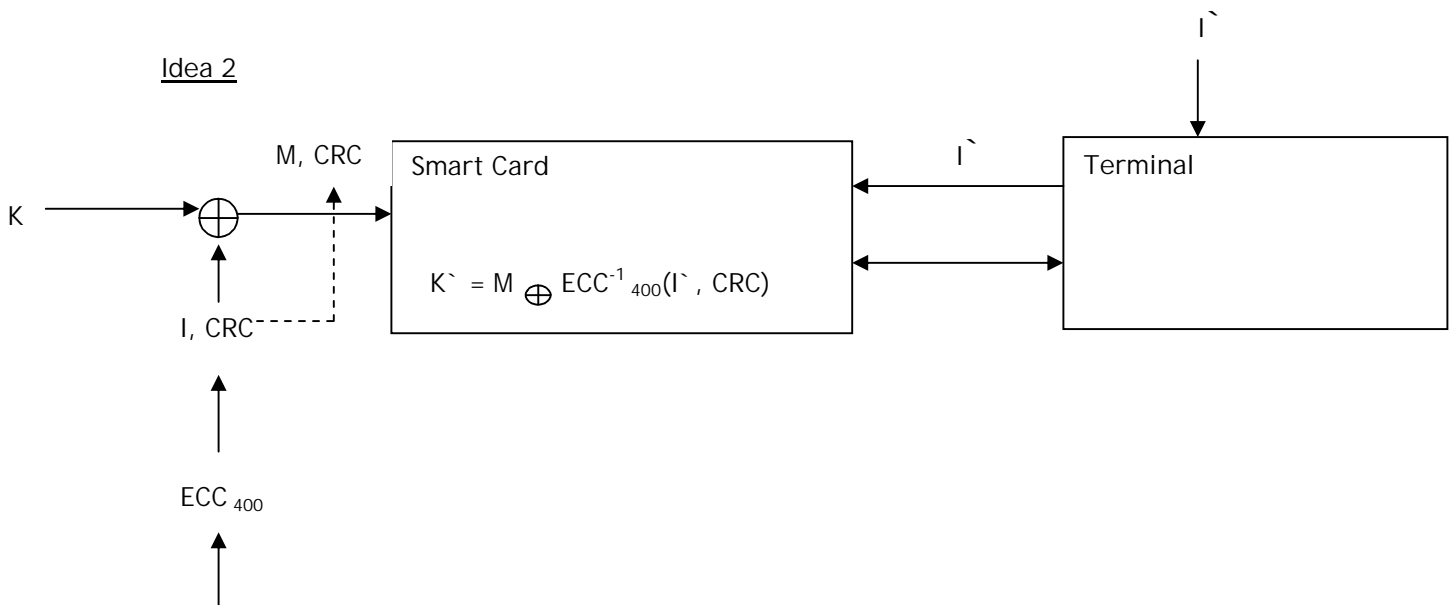 I`
Idea 2
M, CRC
Smart Card
I`
Terminal
K
K` = M ⊕ ECC⁻¹ ₄₀₀(I`, CRC)
I, CRC
ECC ₄₀₀